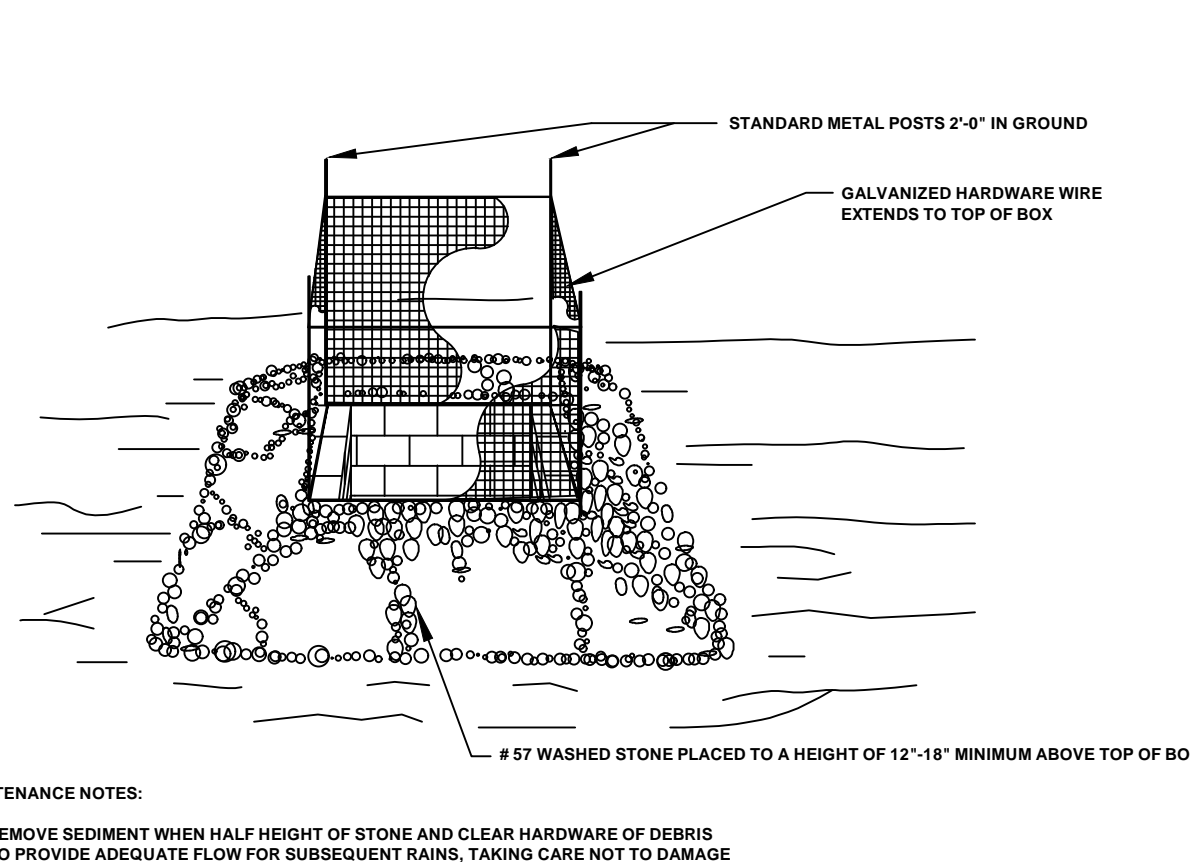 STANDARD METAL POSTS 2'-0" IN GROUND
GALVANIZED HARDWARE WIRE
EXTENDS TO TOP OF BOX
# 57 WASHED STONE PLACED TO A HEIGHT OF 12"-18" MINIMUM ABOVE TOP OF BO
TENANCE NOTES:
EMOVE SEDIMENT WHEN HALF HEIGHT OF STONE AND CLEAR HARDWARE OF DEBRIS
O PROVIDE ADEQUATE FLOW FOR SUBSEQUENT RAINS, TAKING CARE NOT TO DAMAGE